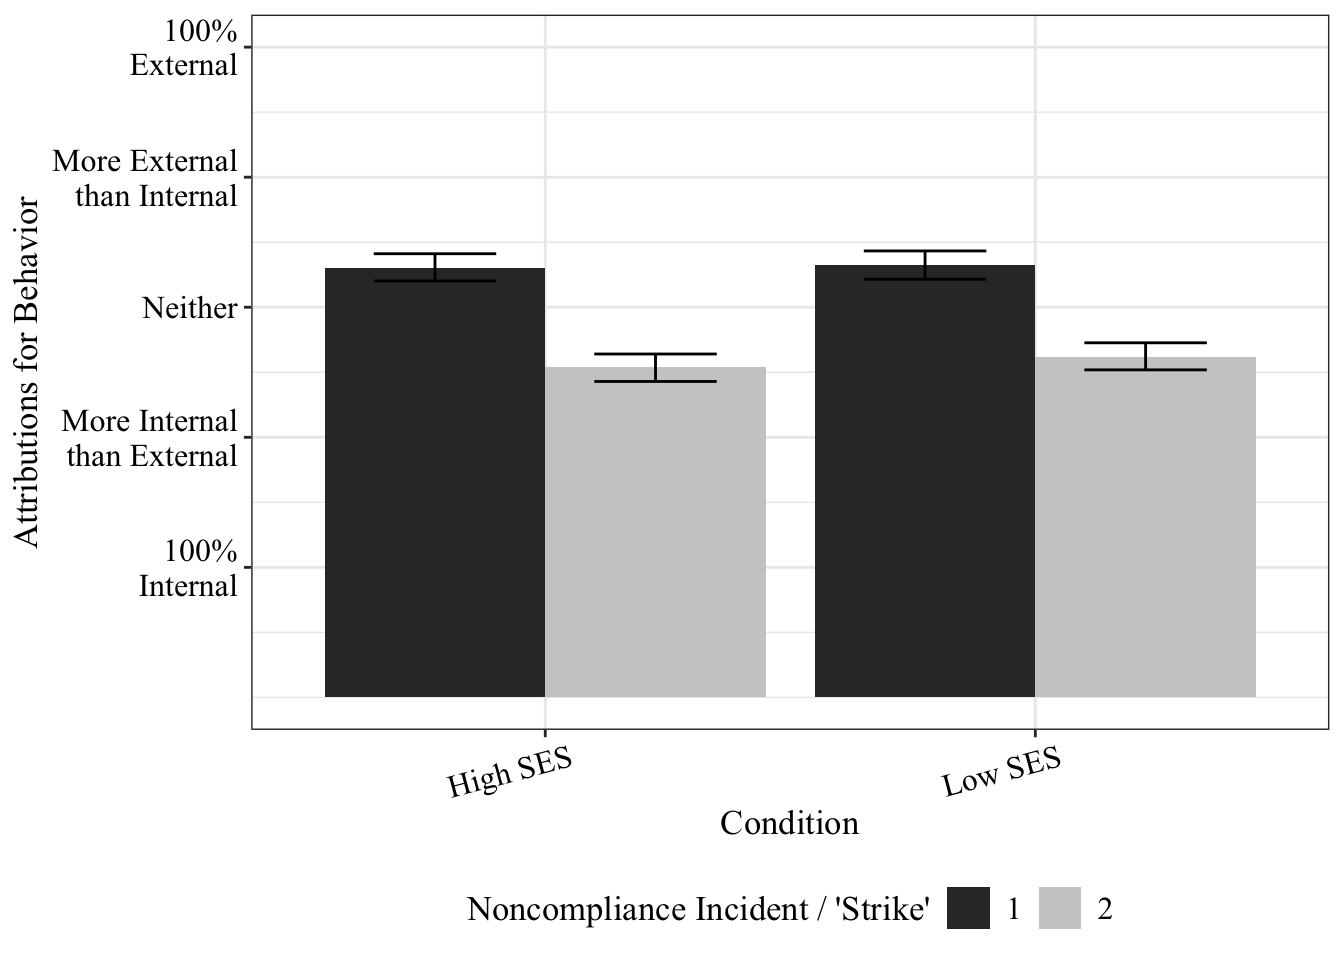 100%
External
More External
than Internal
Neither
More Internal
than External
100%
Internal
Attributions for Behavior
High SES
Low SES
Condition
Noncompliance Incident / 'Strike' 1 2